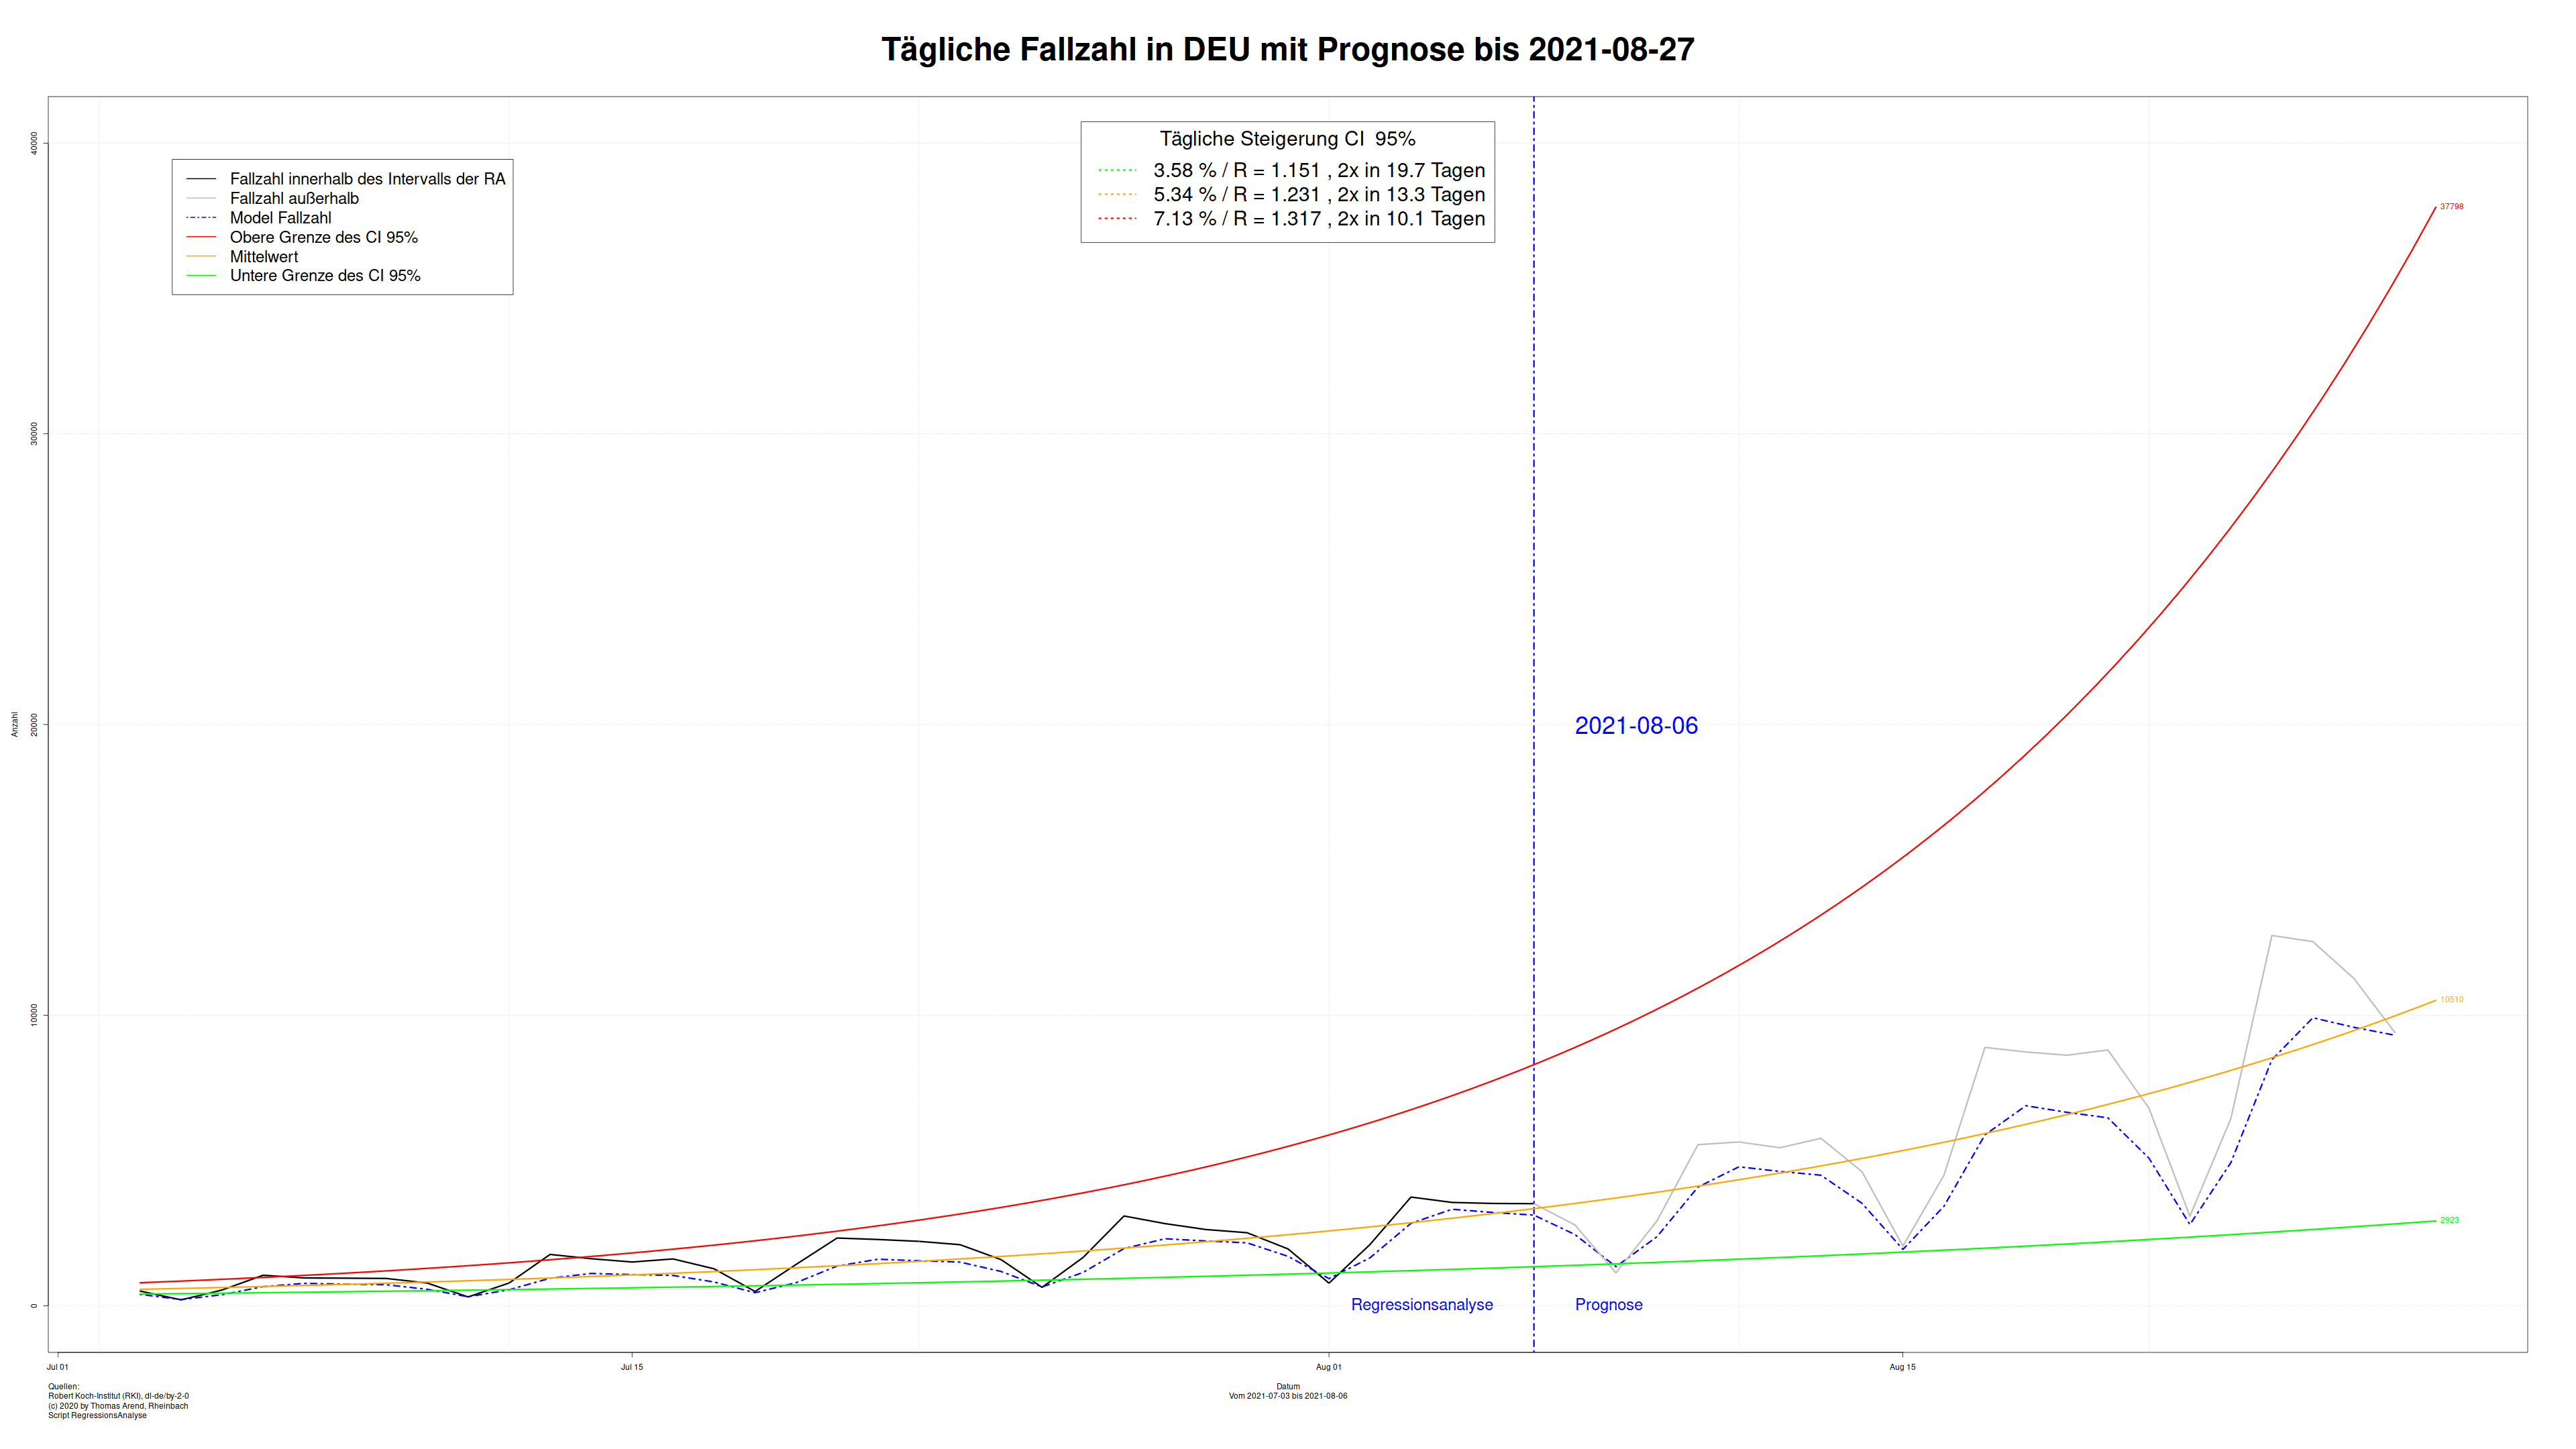 Tägliche Fallzahl in DEU mit Prognose bis 2021-08-27
Fallzahl innerhalb des Intervalls der RA
Fallzahl außerhalb
Model Fallzahl
Obere Grenze des CI 95%
Mittelwert
Untere Grenze des CI 95%
Tägliche Steigerung CI  95%
3.58 % / R = 1.151 , 2x in 19.7 Tagen
5.34 % / R = 1.231 , 2x in 13.3 Tagen
7.13 % / R = 1.317 , 2x in 10.1 Tagen
40000
30000
20000
10000
0
Anzahl
37798
10510
2923
2021-08-06
Regressionsanalyse
Prognose
Jul 01
Jul 15
Aug 01
Aug 15
Datum
Vom 2021-07-03 bis 2021-08-06
Quellen:
Robert Koch-Institut (RKI), dl-de/by-2-0
(c) 2020 by Thomas Arend, Rheinbach
Script RegressionsAnalyse